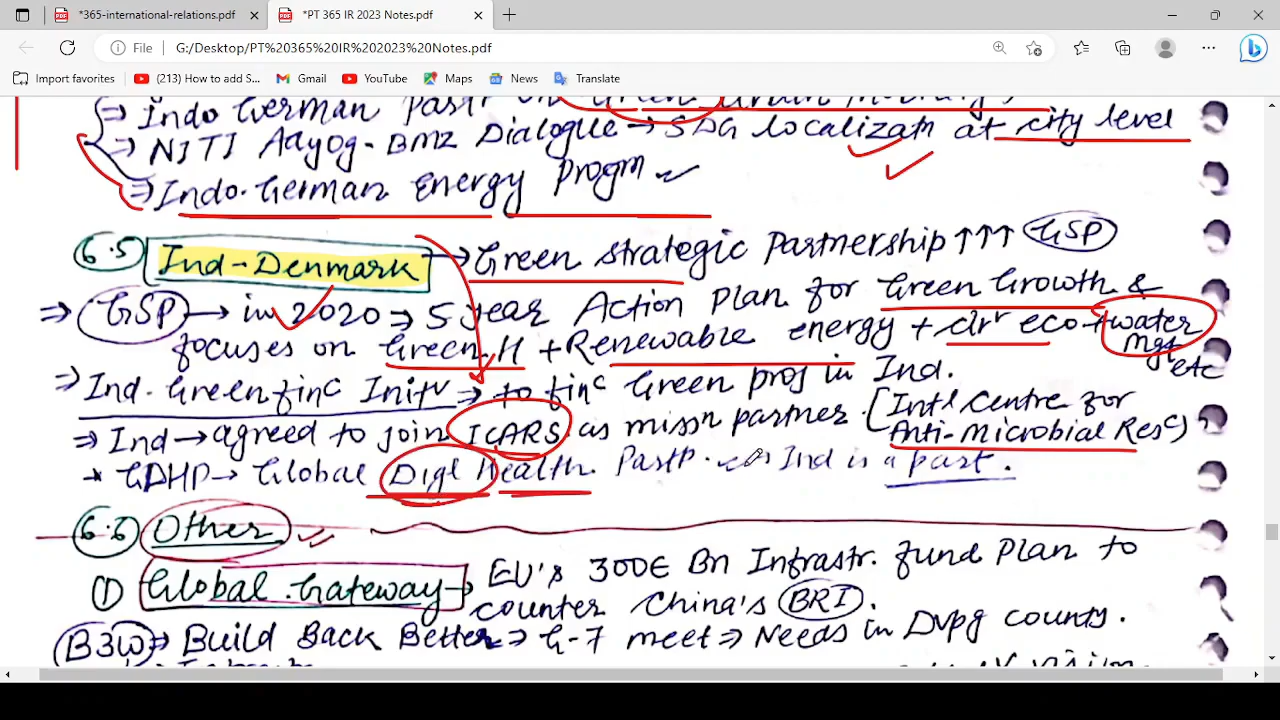 *365-international-relations.pdf
*PT 365 IR 2023 Notes.pdf
File G:/Desktop/PT%20365%20IR%202023%20Notes.pdf
Import favorites (213) How to add S... Gmail YouTube Maps News Translate
⇒ Indo German Partr on Green Urban Mobility
⇒ NITI Aayog-BMZ Dialogue → SDG localizatn at city level
⇒ Indo-German Energy Progm
6.5 Ind-Denmark → Green strategic Partnership ↑↑↑ GSP
⇒ GSP → in 2020 ⇒ 5 year Action Plan for Green Growth &
focuses on Green H + Renewable energy + clr eco + water Mgt etc
⇒ Ind-Green finc Initv ⇒ to finc Green proj in Ind.
⇒ Ind → agreed to join ICARS as missn partner. [Intl Centre for
Anti-Microbial Resc)
* GDHP → Global Digl Health Partp. Ind is a part.
6.6 Other
① Global Gateway → EU's 300€ Bn Infrastr. fund Plan to
counter China's BRI.
B3W ⇒ Build Back Better ⇒ G-7 meet ⇒ Needs in Dvpg countys.